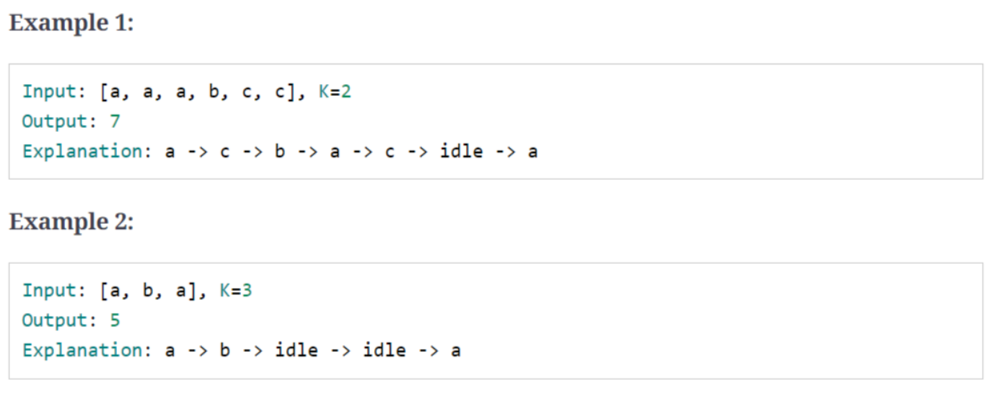 Example 1:
Input: [a, a, a, b, c, c], K=2
Output: 7
Explanation: a -> c -> b -> a -> c -> idle -> a
Example 2:
Input: [a, b, a], K=3
Output: 5
Explanation: a -> b -> idle -> idle -> a